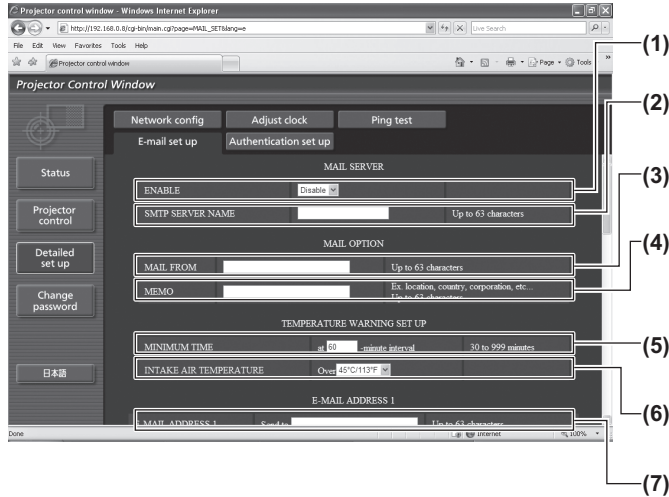 Projector control window - Windows Internet Explorer
http://192.168.0.8/cgi-bin/main.cgi?page=MAIL_SET&lang=e
Live Search
File Edit View Favorites Tools Help
Projector control window
Page Tools
Projector Control Window
Network config Adjust clock Ping test
E-mail set up Authentication set up
Status
Projector control
Detailed set up
Change password
日本語
MAIL SERVER
ENABLE Disable
SMTP SERVER NAME Up to 63 characters
MAIL OPTION
MAIL FROM Up to 63 characters
MEMO Ex. location, country, corporation, etc...
Up to 63 characters
TEMPERATURE WARNING SET UP
MINIMUM TIME at 60 -minute interval 30 to 999 minutes
INTAKE AIR TEMPERATURE Over 45°C/113°F
E-MAIL ADDRESS 1
E-MAIL ADDRESS 1 Send to Up to 63 characters
Done Internet 100%
(1)
(2)
(3)
(4)
(5)
(6)
(7)